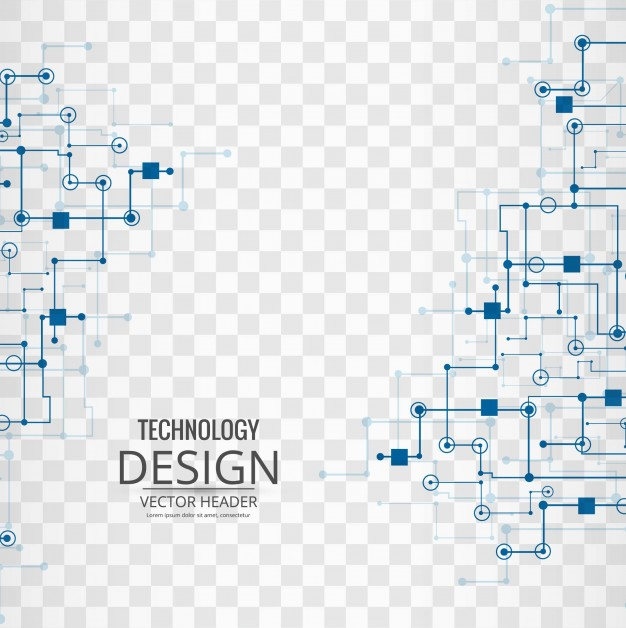 TECHNOLOGY
DESIGN
VECTOR HEADER
Lorem ipsum dolor sit amet, consectetur